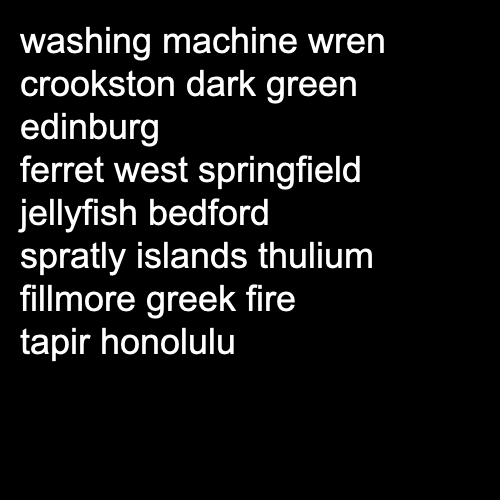 washing machine wren
crookston dark green
edinburg
ferret west springfield
jellyfish bedford
spratly islands thulium
fillmore greek fire
tapir honolulu